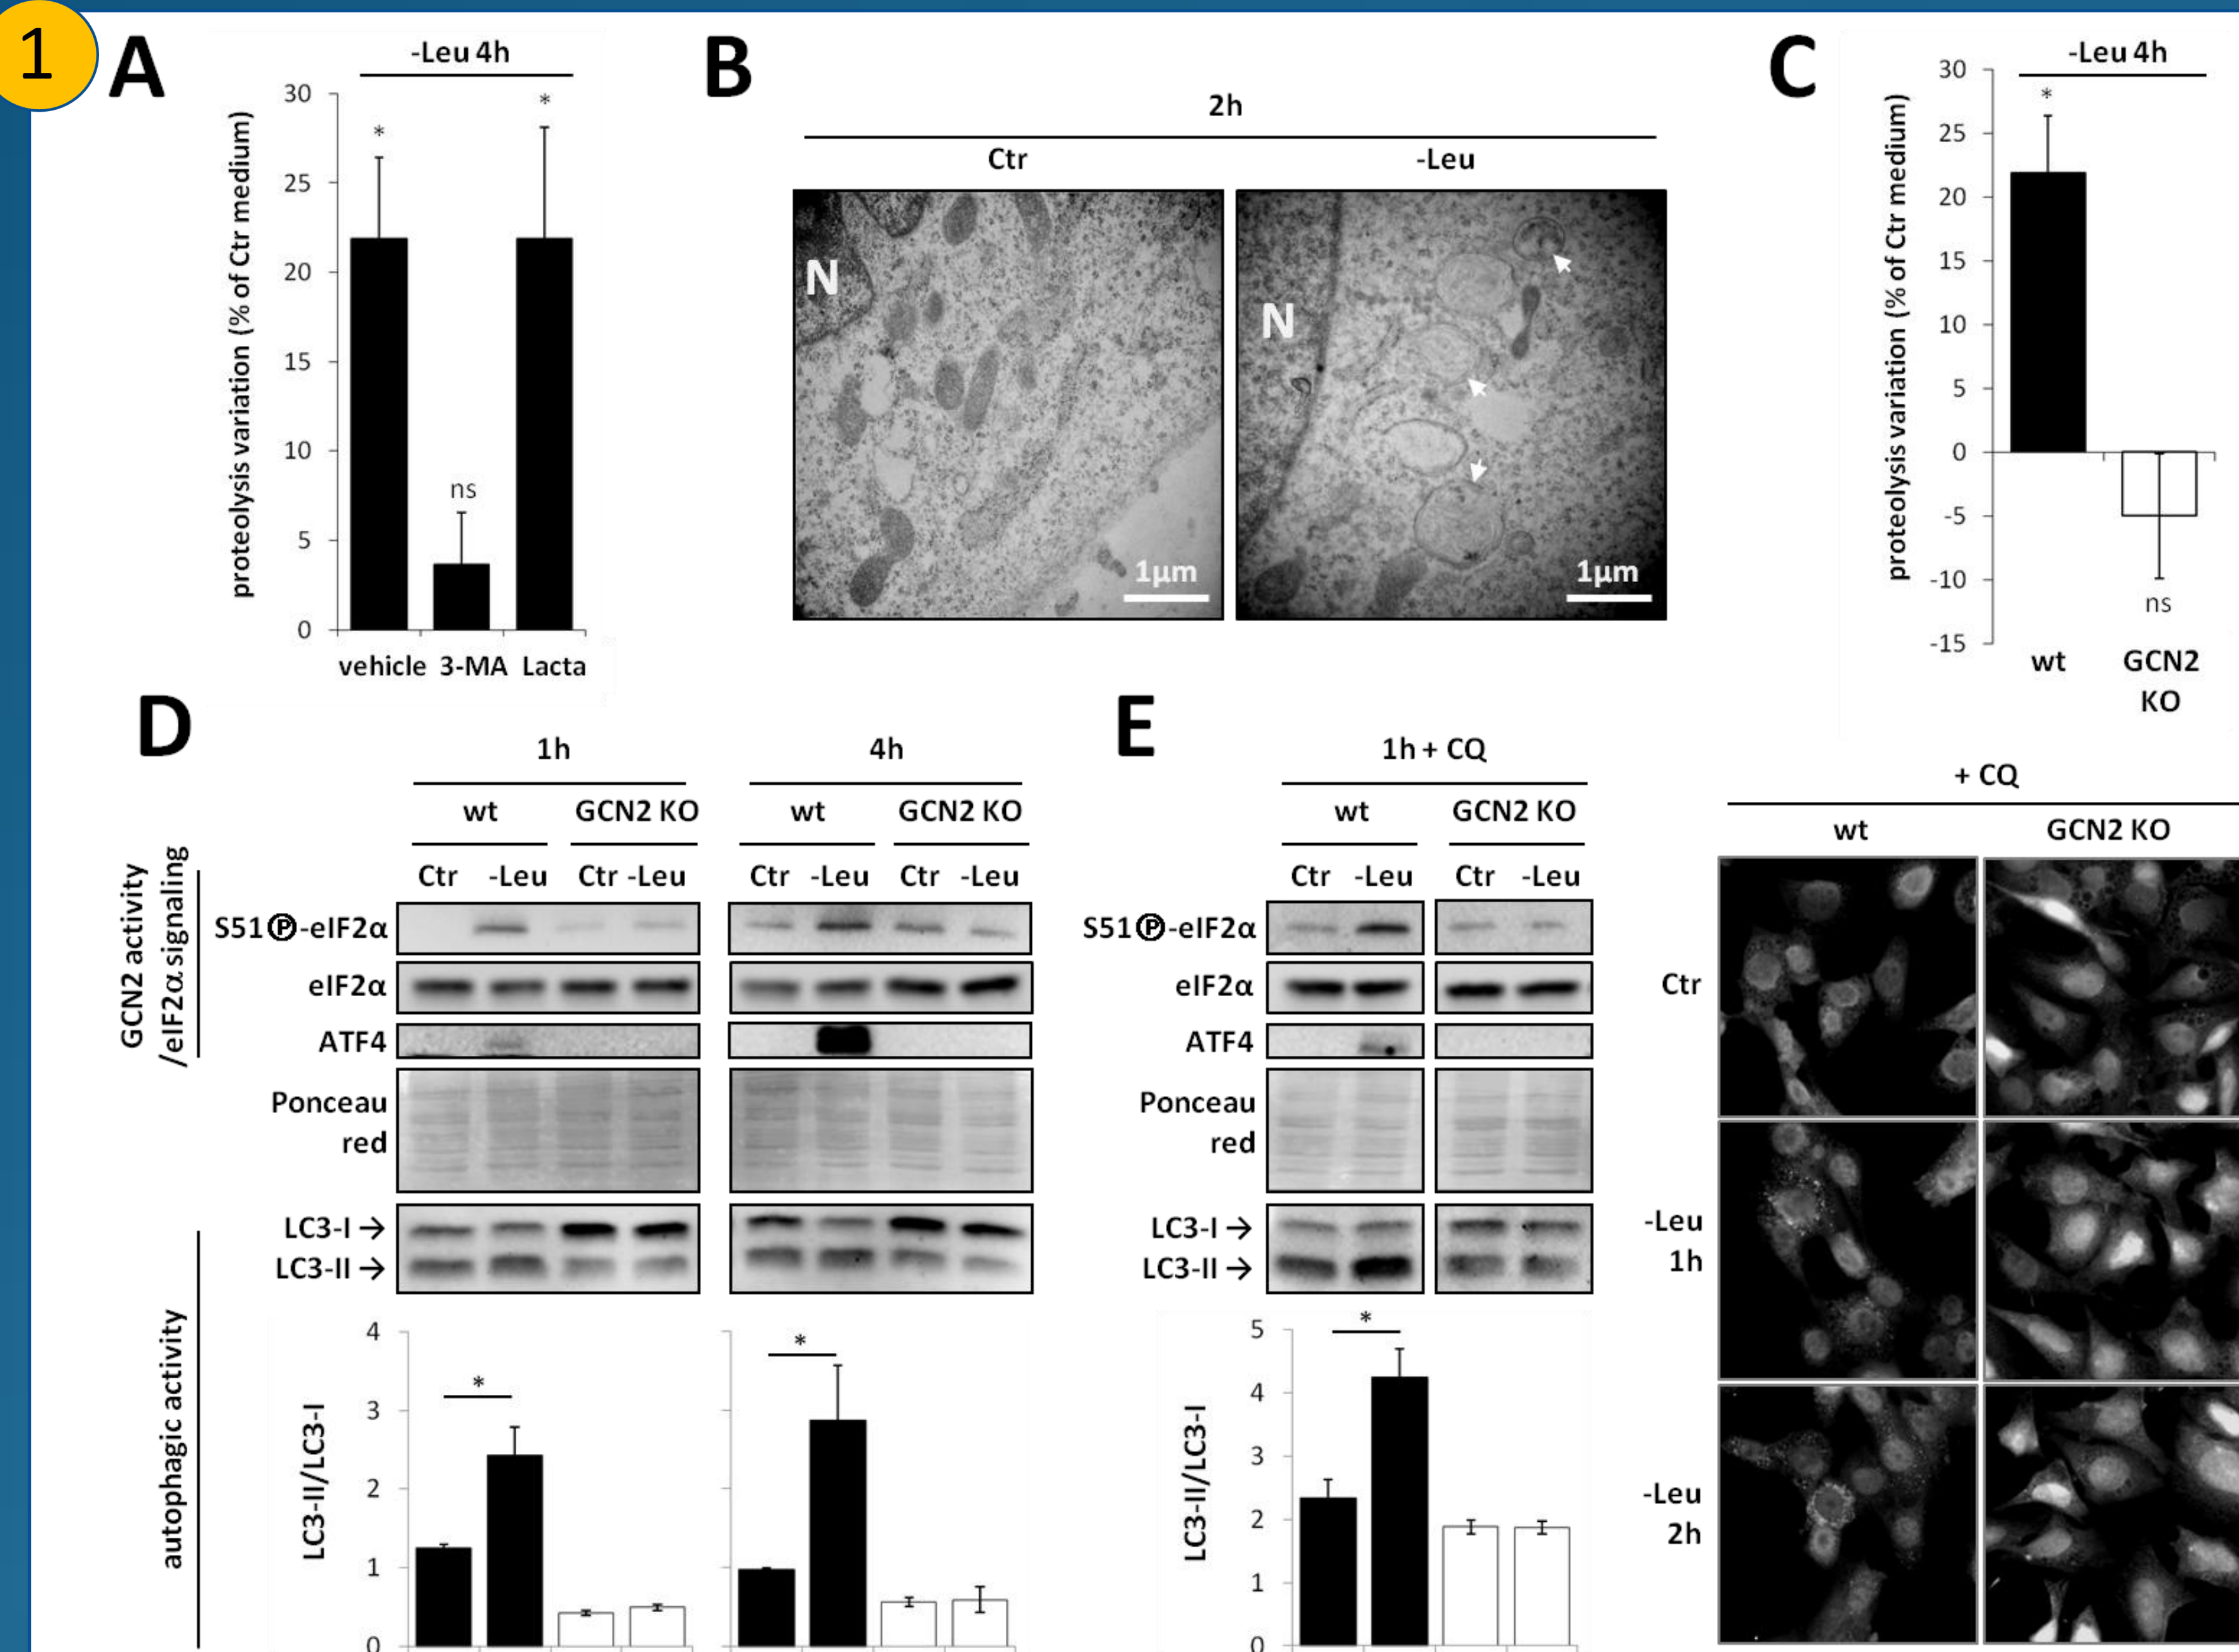 1
A
-Leu 4h
proteolysis variation (% of Ctr medium)
30
25
20
15
10
5
0
*
ns
*
vehicle 3-MA Lacta
B
2h
Ctr -Leu
N
1µm
N
1µm
C
-Leu 4h
proteolysis variation (% of Ctr medium)
30
25
20
15
10
5
0
-5
-10
-15
*
ns
wt GCN2
KO
D
1h 4h
wt GCN2 KO wt GCN2 KO
Ctr -Leu Ctr -Leu Ctr -Leu Ctr -Leu
GCN2 activity
/eIF2α signaling
S51Ⓟ-eIF2α
eIF2α
ATF4
Ponceau
red
LC3-I →
LC3-II →
autophagic activity
LC3-II/LC3-I
4
3
2
1
0
*
*
E
1h + CQ
wt GCN2 KO
Ctr -Leu Ctr -Leu
S51Ⓟ-eIF2α
eIF2α
ATF4
Ponceau
red
LC3-I →
LC3-II →
LC3-II/LC3-I
5
4
3
2
1
0
*
+ CQ
wt GCN2 KO
Ctr
-Leu
1h
-Leu
2h